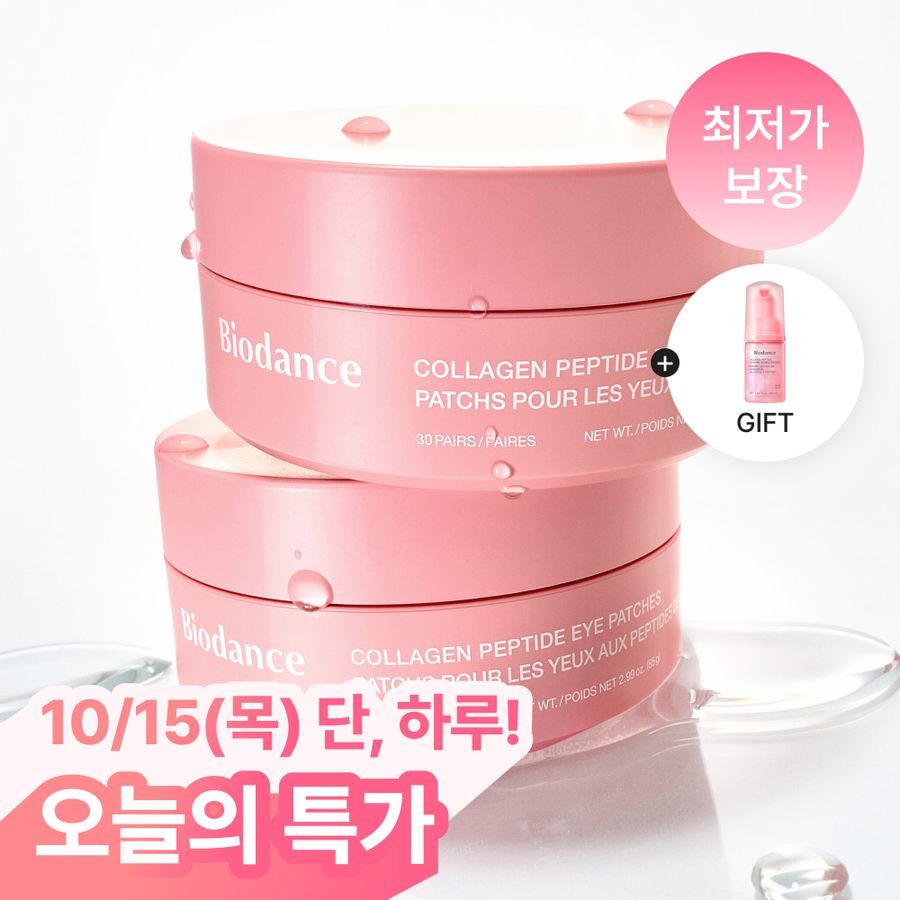 최저가
보장
Biodance
COLLAGEN PEPTIDE
PATCHS POUR LES YEUX
30 PAIRS / PAIRES
NET WT. / POIDS
Biodance
GIFT
Biodance
COLLAGEN PEPTIDE EYE PATCHES
PATCHS POUR LES YEUX AUX PEPTIDES
WT. / POIDS NET 2.99 oz. (85g)
10/15(목) 단, 하루!
오늘의 특가